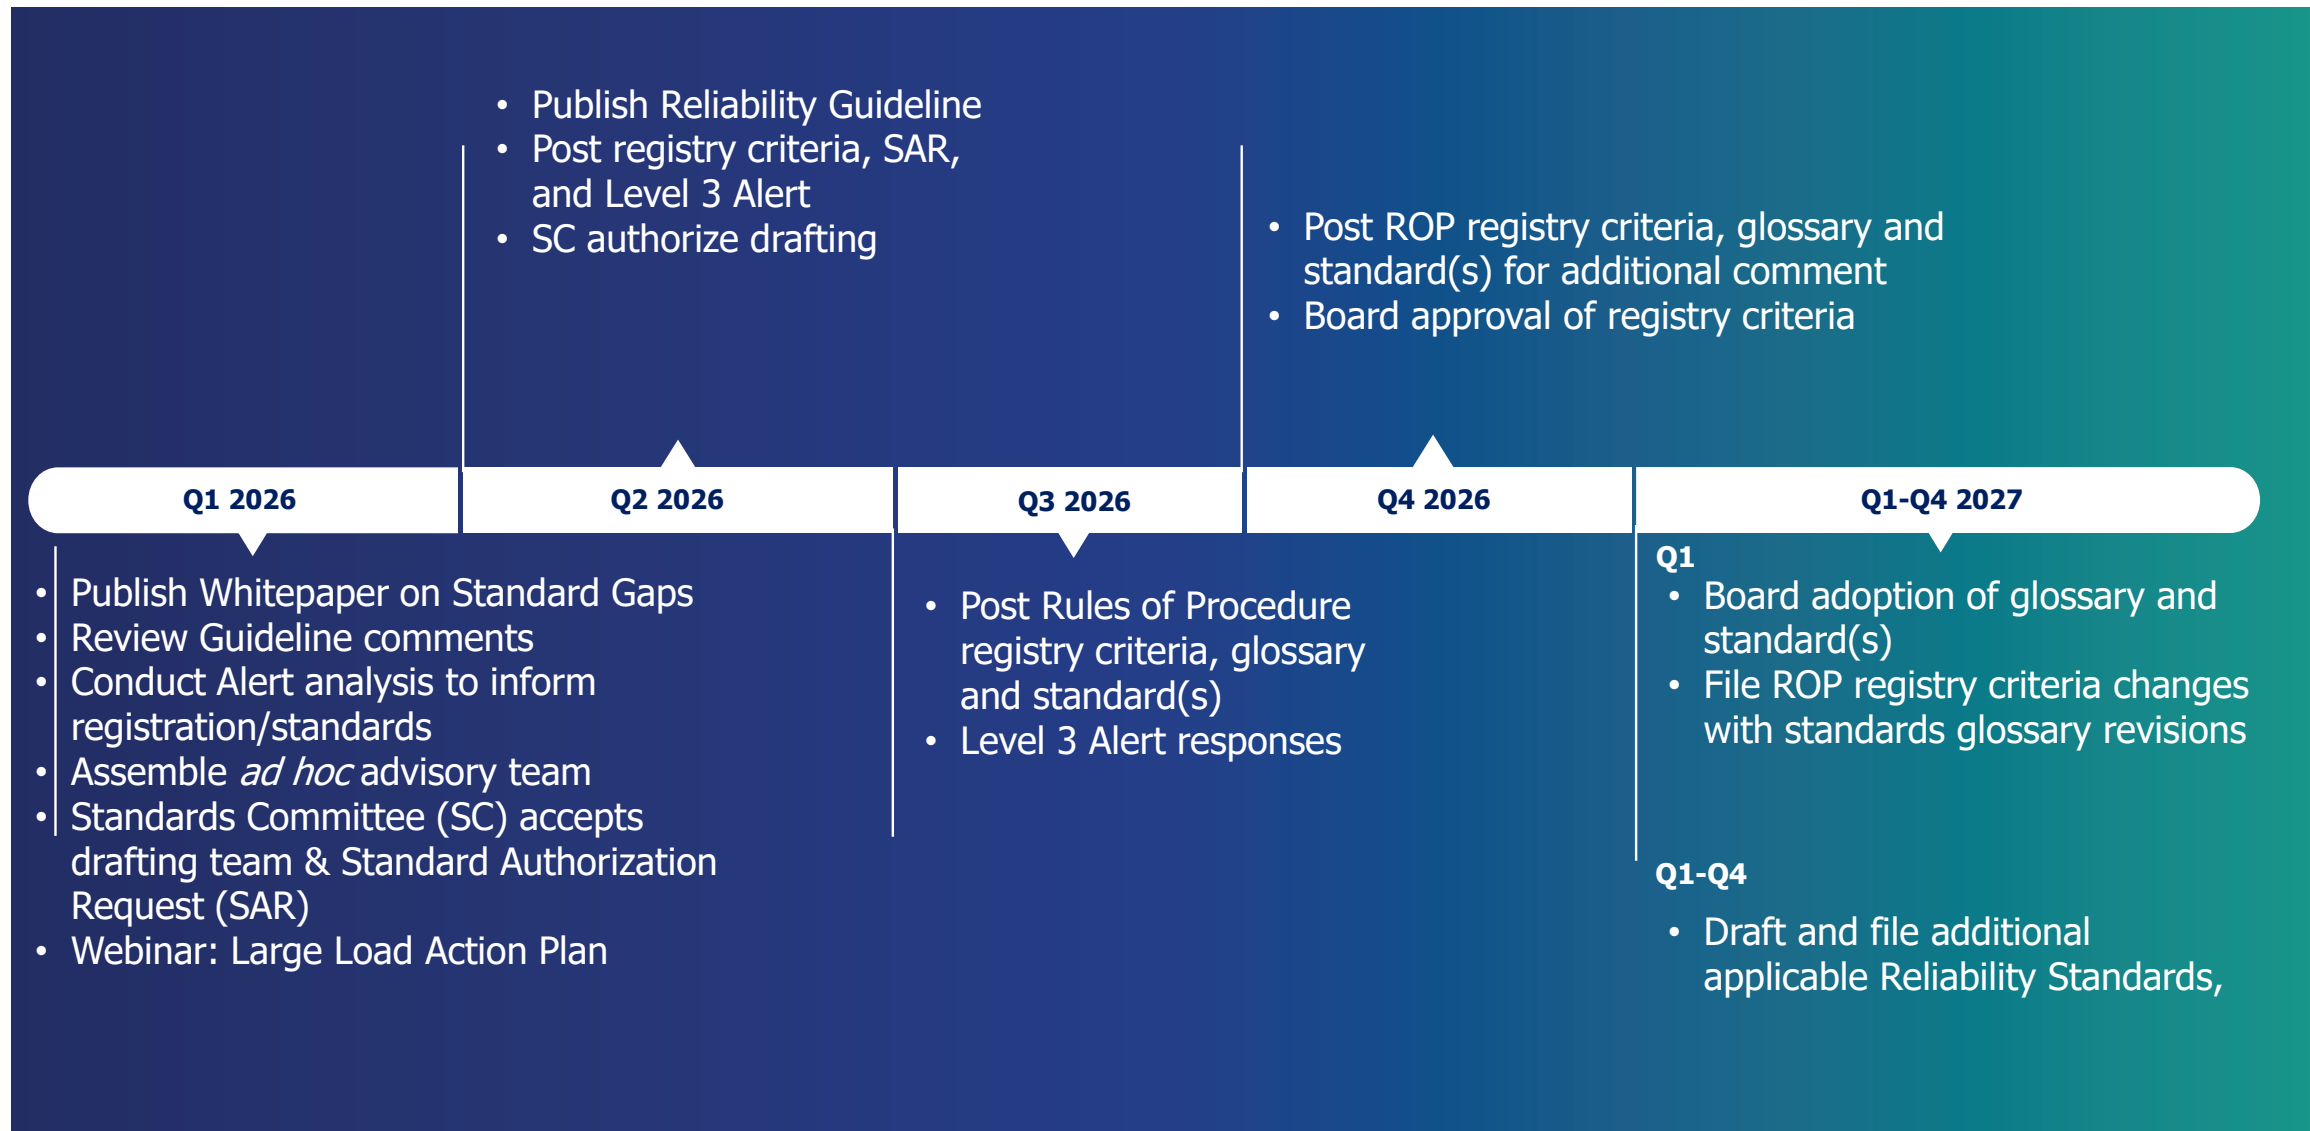 • Publish Reliability Guideline
• Post registry criteria, SAR,
and Level 3 Alert
• SC authorize drafting
• Post ROP registry criteria, glossary and
standard(s) for additional comment
• Board approval of registry criteria
Q1 2026
Q2 2026
Q3 2026
Q4 2026
Q1-Q4 2027
• Publish Whitepaper on Standard Gaps
• Review Guideline comments
• Conduct Alert analysis to inform
registration/standards
• Assemble ad hoc advisory team
• Standards Committee (SC) accepts
drafting team & Standard Authorization
Request (SAR)
• Webinar: Large Load Action Plan
• Post Rules of Procedure
registry criteria, glossary
and standard(s)
• Level 3 Alert responses
Q1
• Board adoption of glossary and
standard(s)
• File ROP registry criteria changes
with standards glossary revisions
Q1-Q4
• Draft and file additional
applicable Reliability Standards,